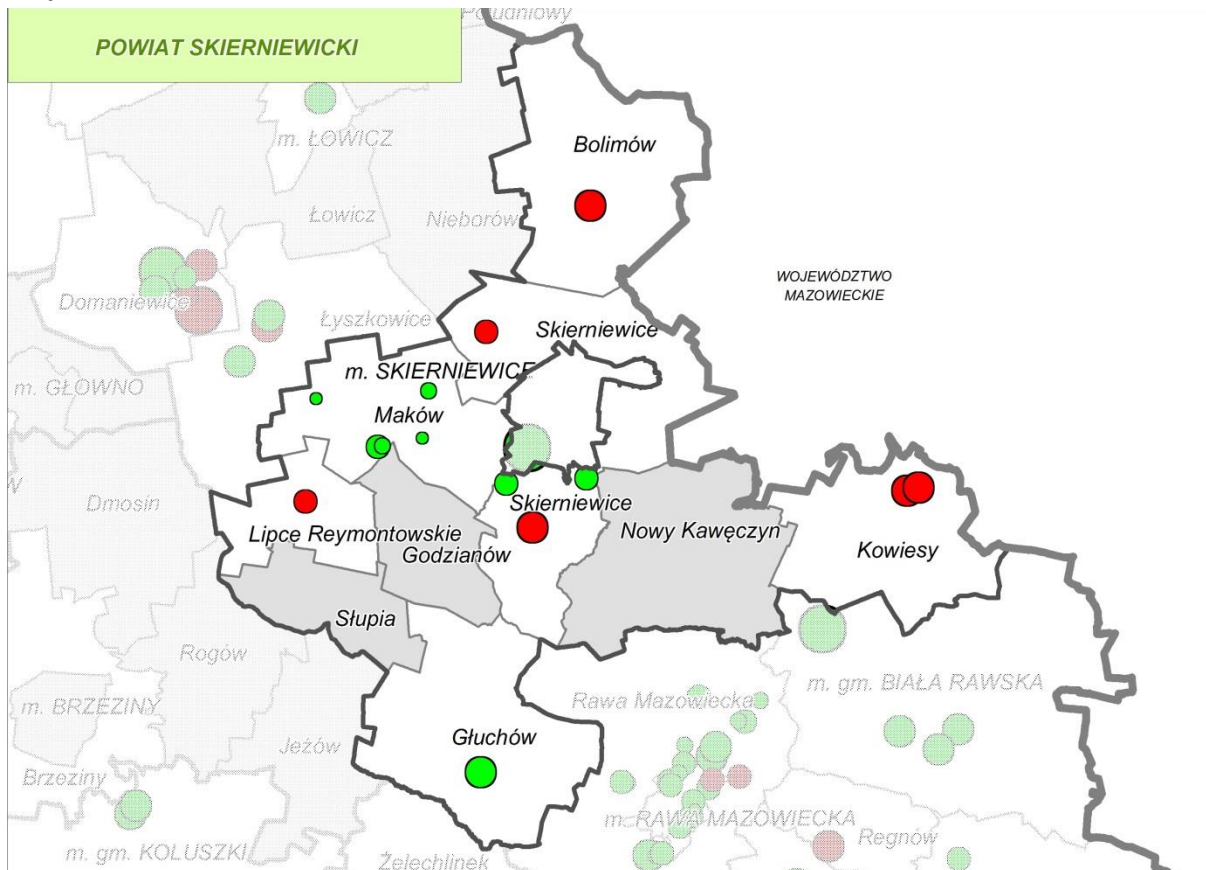 Południowy
POWIAT SKIERNIEWICKI
m. ŁOWICZ
Bolimów
Łowicz
Nieborów
WOJEWÓDZTWO
MAZOWIECKIE
Domaniewice
Łyszkowice
Skierniewice
m. SKIERNIEWICE
m. GŁOWNO
Maków
Dmosin
Skierniewice
Nowy Kawęczyn
Lipce Reymontowskie
Godzianów
Kowiesy
Słupia
Rogów
m. gm. BIAŁA RAWSKA
Rawa Mazowiecka
m. BRZEZINY
Głuchów
Jeżów
Brzeziny
m. RAWA MAZOWIECKA
Regnów
m. gm. KOLUSZKI
Żelechlinek